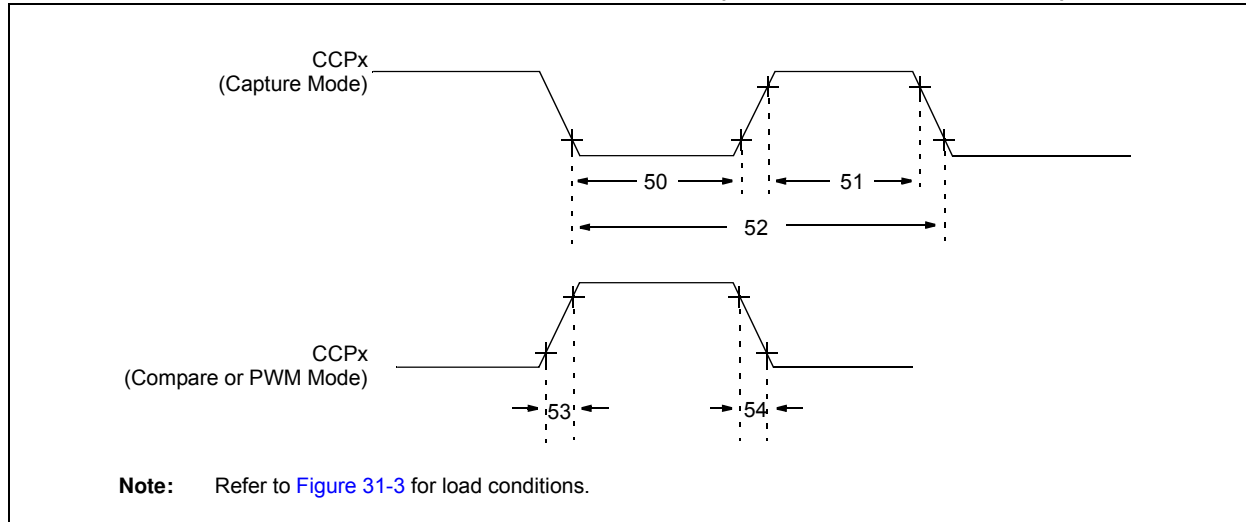 CCPx
(Capture Mode)
50
51
52
CCPx
(Compare or PWM Mode)
53
54
Note: Refer to Figure 31-3 for load conditions.